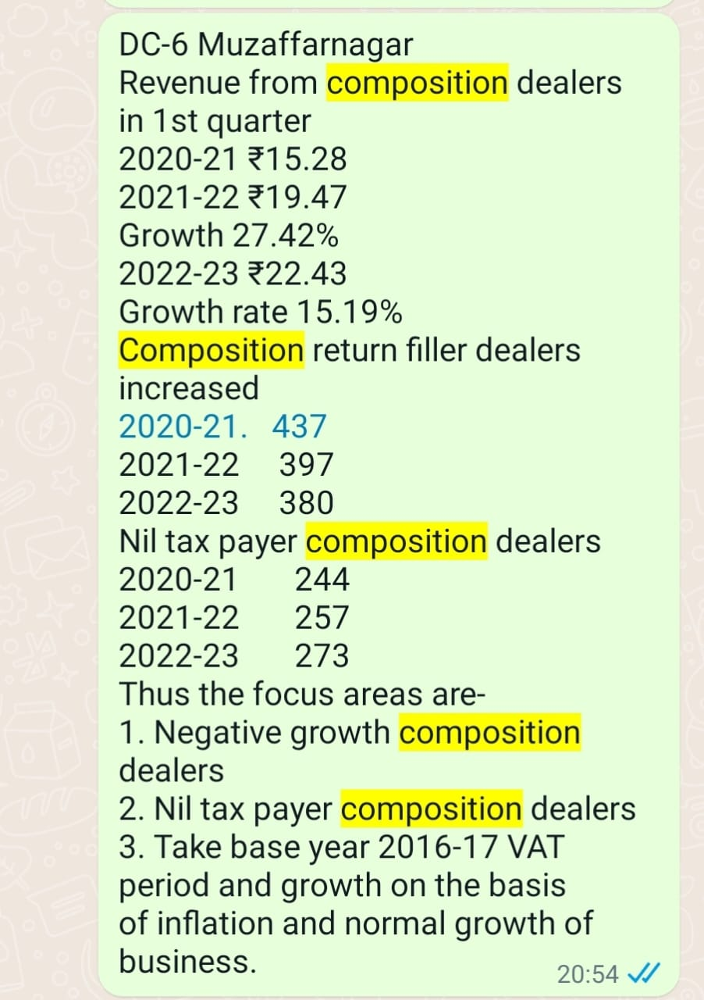 DC-6 Muzaffarnagar
Revenue from composition dealers
in 1st quarter
2020-21 ₹15.28
2021-22 ₹19.47
Growth 27.42%
2022-23 ₹22.43
Growth rate 15.19%
Composition return filler dealers
increased
2020-21. 437
2021-22 397
2022-23 380
Nil tax payer composition dealers
2020-21 244
2021-22 257
2022-23 273
Thus the focus areas are-
1. Negative growth composition
dealers
2. Nil tax payer composition dealers
3. Take base year 2016-17 VAT
period and growth on the basis
of inflation and normal growth of
business.
20:54